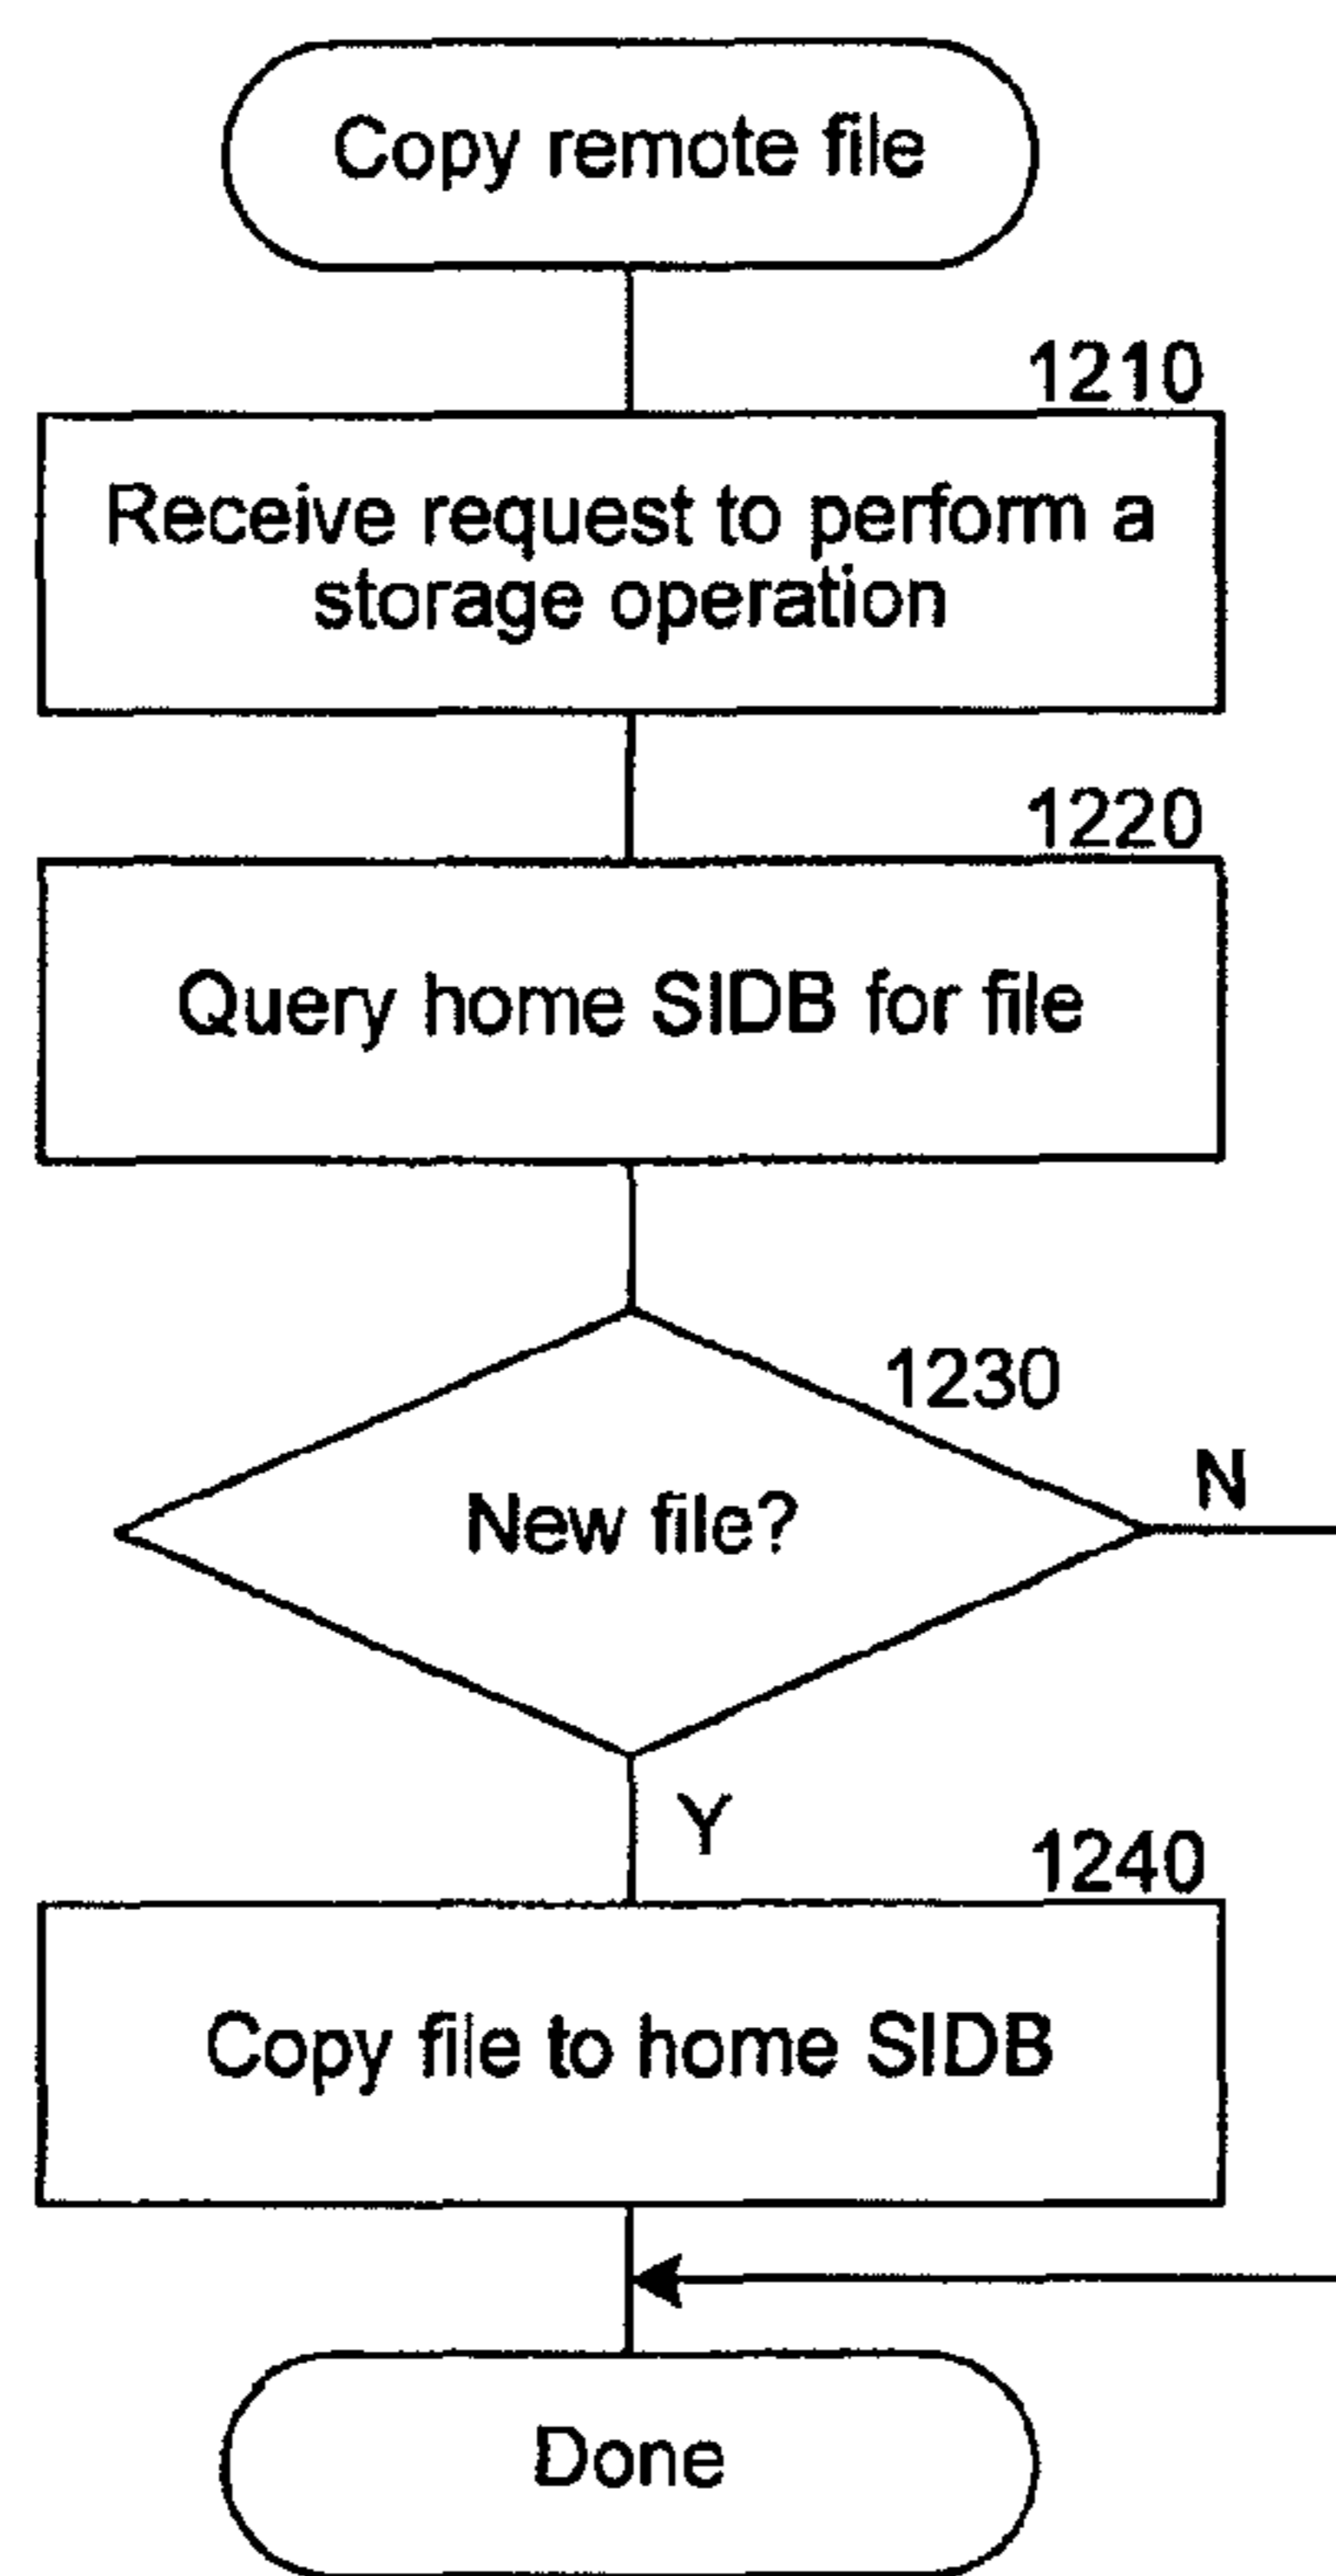 Copy remote file
1210
Receive request to perform a
storage operation
1220
Query home SIDB for file
1230
New file?
N
Y
1240
Copy file to home SIDB
Done